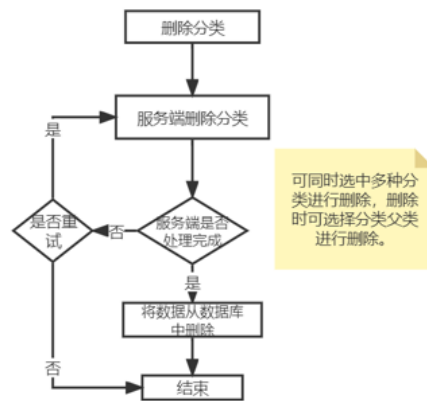 删除分类
服务端删除分类
是
可同时选中多种分
类进行删除，删除
时可选择分类父类
进行删除。
是否重
试
否
服务端是否
处理完成
是
将数据从数据库
中删除
否
结束